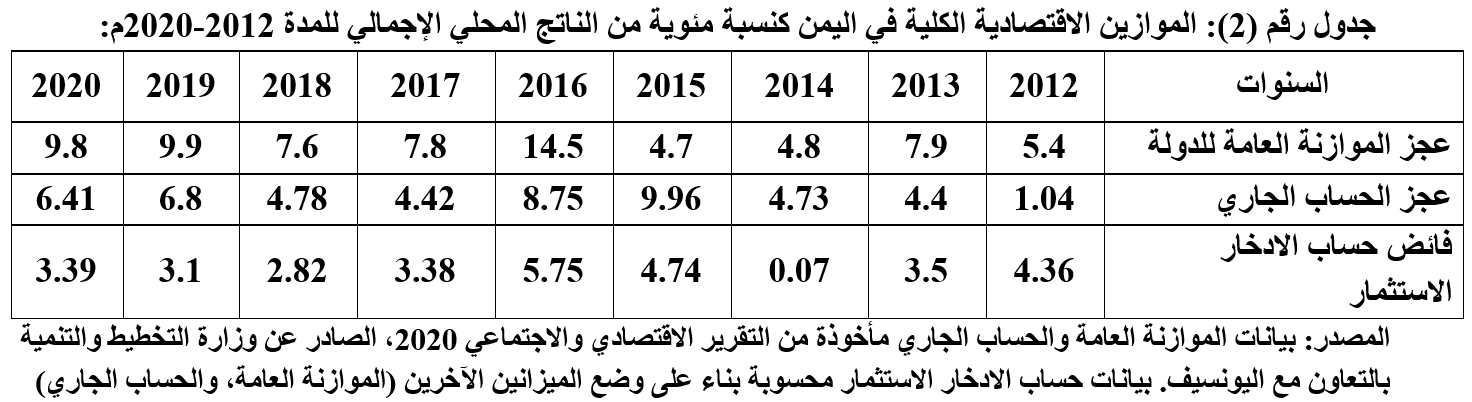 جدول رقم (2): الموازين الاقتصادية الكلية في اليمن كنسبة مئوية من الناتج المحلي الإجمالي للمدة 2012-2020م:
السنوات 2012 2013 2014 2015 2016 2017 2018 2019 2020
عجز الموازنة العامة للدولة 5.4 7.9 4.8 4.7 14.5 7.8 7.6 9.9 9.8
عجز الحساب الجاري 1.04 4.4 4.73 9.96 8.75 4.42 4.78 6.8 6.41
فائض حساب الادخار
الاستثمار 4.36 3.5 0.07 4.74 5.75 3.38 2.82 3.1 3.39
المصدر: بيانات الموازنة العامة والحساب الجاري مأخوذة من التقرير الاقتصادي والاجتماعي 2020، الصادر عن وزارة التخطيط والتنمية
بالتعاون مع اليونسيف. بيانات حساب الادخار الاستثمار محسوبة بناء على وضع الميزانين الآخرين (الموازنة العامة، والحساب الجاري)